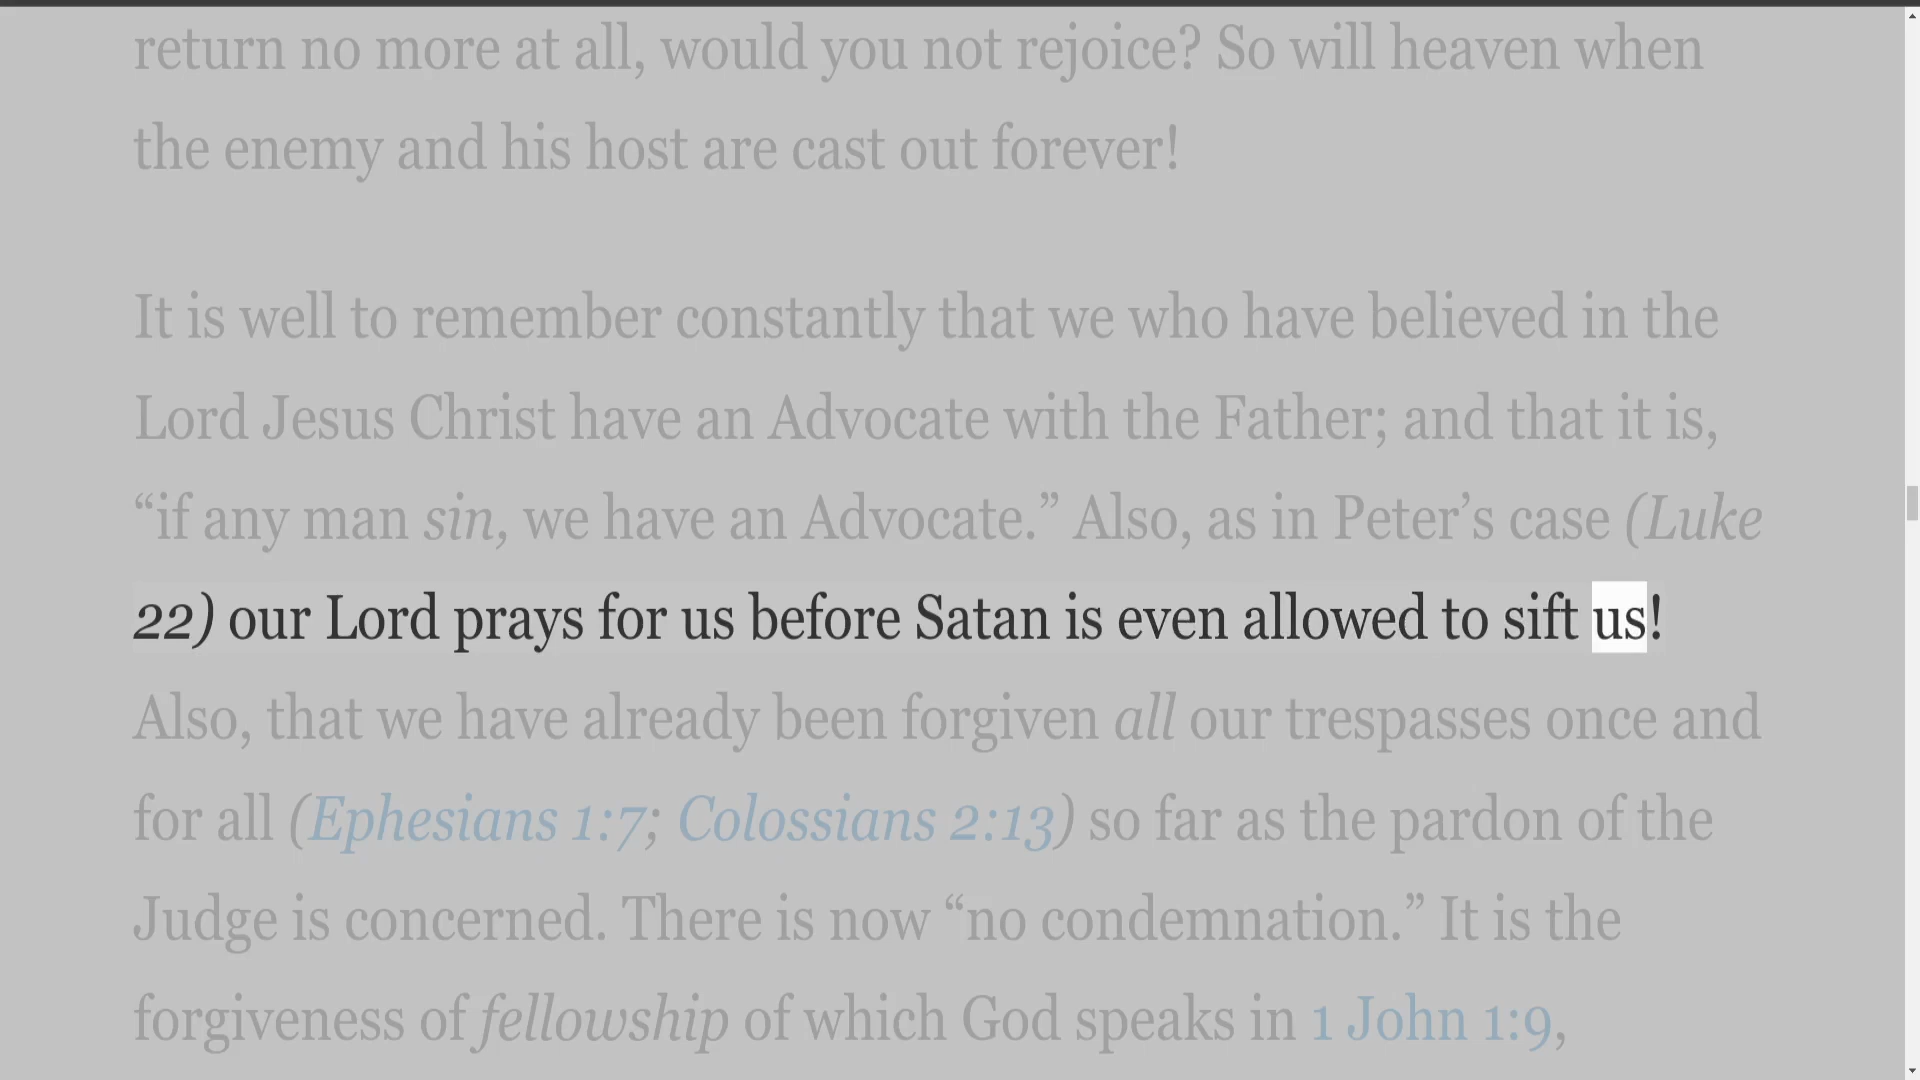 return no more at all, would you not rejoice? So will heaven when
the enemy and his host are cast out forever!
It is well to remember constantly that we who have believed in the
Lord Jesus Christ have an Advocate with the Father; and that it is,
“if any man sin, we have an Advocate.” Also, as in Peter’s case (Luke
22) our Lord prays for us before Satan is even allowed to sift us!
Also, that we have already been forgiven all our trespasses once and
for all (Ephesians 1:7; Colossians 2:13) so far as the pardon of the
Judge is concerned. There is now “no condemnation.” It is the
forgiveness of fellowship of which God speaks in 1 John 1:9,